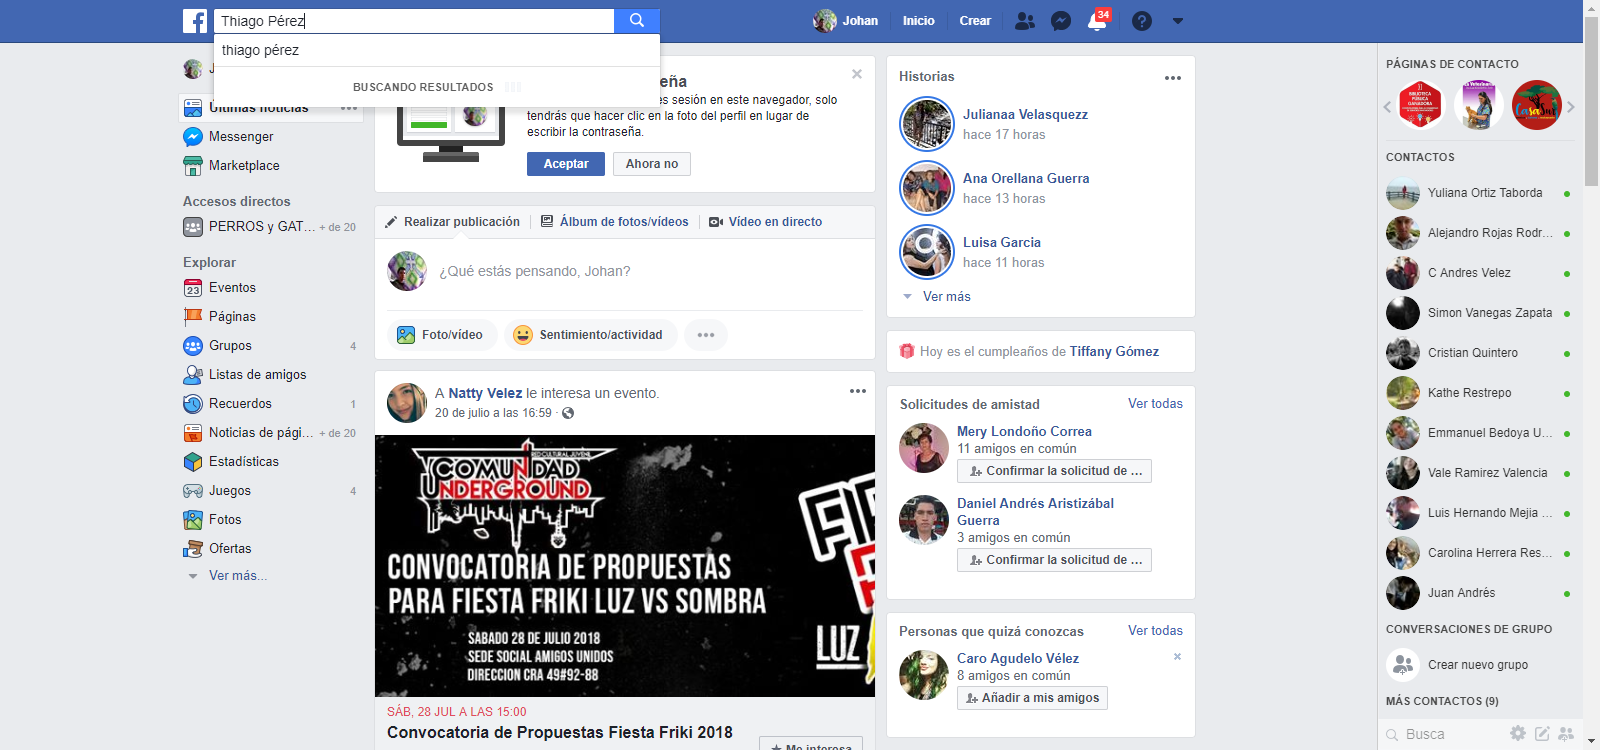 Thiago Pérez
thiago pérez
BUSCANDO RESULTADOS
Johan
Inicio
Crear
34
Últimas noticias
Messenger
Marketplace
Accesos directos
PERROS y GAT... + de 20
Explorar
23
Eventos
Páginas
Grupos 4
Listas de amigos
Recuerdos 1
Noticias de pági... + de 20
Estadísticas
Juegos 4
Fotos
Ofertas
Ver más...
es sesión en este navegador, solo
tendrás que hacer clic en la foto del perfil en lugar de
escribir la contraseña.
Aceptar
Ahora no
Realizar publicación
Álbum de fotos/vídeos
Vídeo en directo
¿Qué estás pensando, Johan?
Foto/vídeo
Sentimiento/actividad
A Natty Velez le interesa un evento.
20 de julio a las 16:59 ·
RED CULTURAL JUVENIL
COMUNIDAD
UNDERGROUND
CONVOCATORIA DE PROPUESTAS
PARA FIESTA FRIKI LUZ VS SOMBRA
SABADO 28 DE JULIO 2018
SEDE SOCIAL AMIGOS UNIDOS
DIRECCION CRA 49#92-88
LUZ
SÁB, 28 JUL A LAS 15:00
Convocatoria de Propuestas Fiesta Friki 2018
Me interesa
Historias
Julianaa Velasquezz
hace 17 horas
Ana Orellana Guerra
hace 13 horas
Luisa Garcia
hace 11 horas
Ver más
Hoy es el cumpleaños de Tiffany Gómez
Solicitudes de amistad Ver todas
Mery Londoño Correa
11 amigos en común
Confirmar la solicitud de ...
Daniel Andrés Aristizábal
Guerra
3 amigos en común
Confirmar la solicitud de ...
Personas que quizá conozcas Ver todas
Caro Agudelo Vélez
8 amigos en común
Añadir a mis amigos
PÁGINAS DE CONTACTO
CONTACTOS
Yuliana Ortiz Taborda
Alejandro Rojas Rodr...
C Andres Velez
Simon Vanegas Zapata
Cristian Quintero
Kathe Restrepo
Emmanuel Bedoya U...
Vale Ramirez Valencia
Luis Hernando Mejia ...
Carolina Herrera Res...
Juan Andrés
CONVERSACIONES DE GRUPO
Crear nuevo grupo
MÁS CONTACTOS (9)
Busca